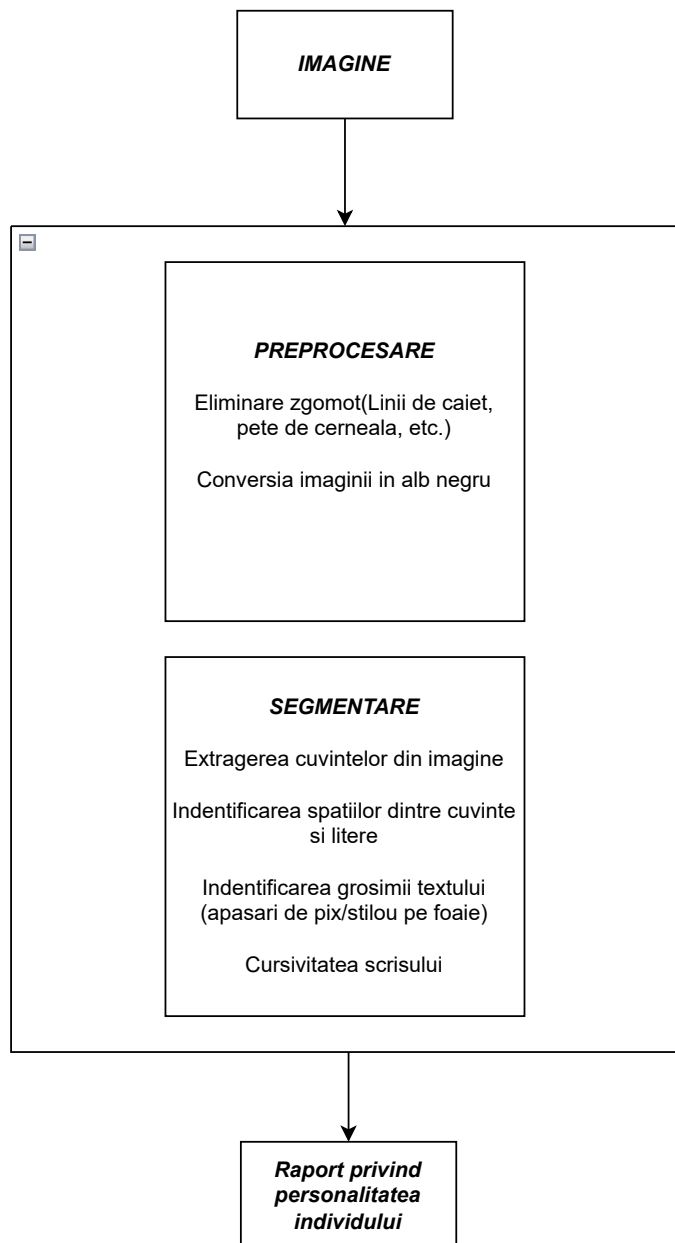 IMAGINE
PREPROCESARE
Eliminare zgomot(Linii de caiet,
pete de cerneala, etc.)
Conversia imaginii in alb negru
SEGMENTARE
Extragerea cuvintelor din imagine
Indentificarea spatiilor dintre cuvinte
si litere
Indentificarea grosimii textului
(apasari de pix/stilou pe foaie)
Cursivitatea scrisului
Raport privind
personalitatea
individului